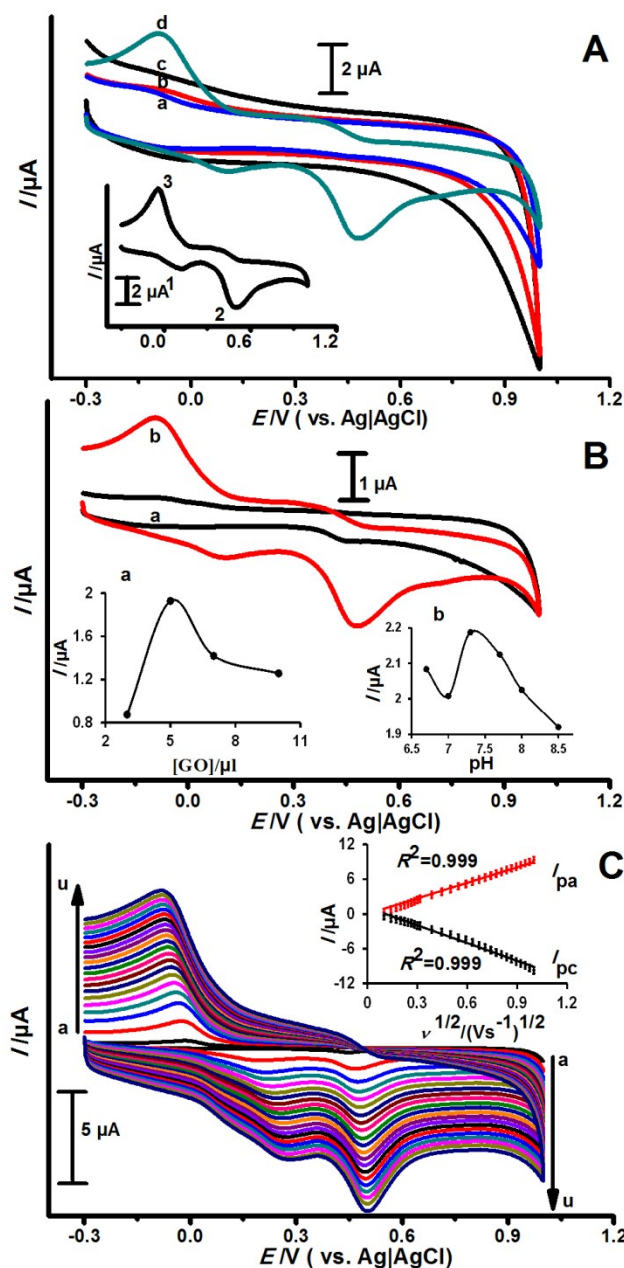 A
d
c
b
a
2 µA
I/µA
3
I/µA
2 µA
1
2
0.0 0.6 1.2
-0.3 0.0 0.3 0.6 0.9 1.2
E/V ( vs. Ag|AgCl)
B
b
1 µA
a
I/µA
a
2
1.6
1.2
0.8
I/µA
2 5 8 11
[GO]/µl
b
2.2
2.1
2
1.9
I/µA
6.5 7 7.5 8 8.5
pH
-0.3 0.0 0.3 0.6 0.9 1.2
E/V ( vs. Ag|AgCl)
C
u
a
I/µA
5 µA
12
6
0
-6
-12
I/µA
R²=0.999
I pa
R²=0.999
I pc
0 0.3 0.6 0.9 1.2
ν 1/2/(Vs-1)1/2
a
u
-0.3 0.0 0.3 0.6 0.9 1.2
E/V ( vs. Ag|AgCl)